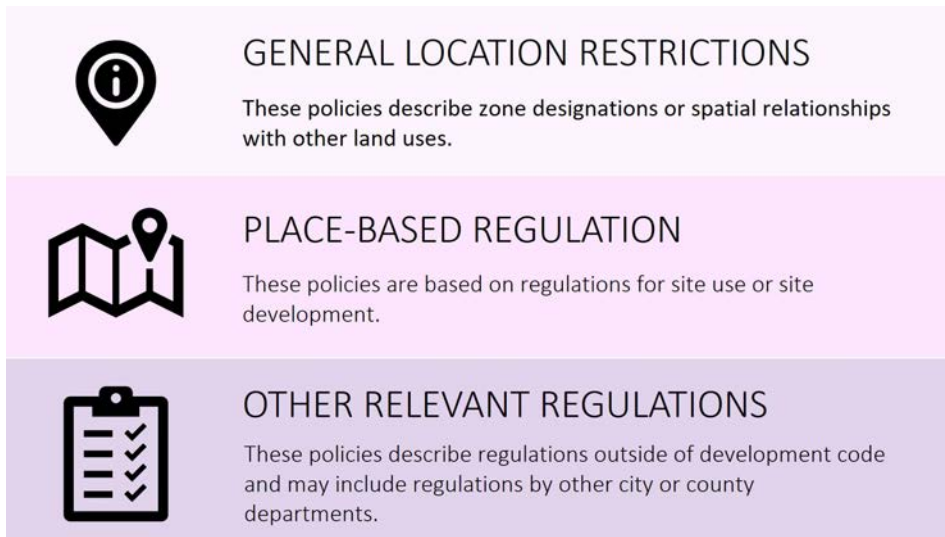 GENERAL LOCATION RESTRICTIONS
These policies describe zone designations or spatial relationships
with other land uses.
PLACE-BASED REGULATION
These policies are based on regulations for site use or site
development.
OTHER RELEVANT REGULATIONS
These policies describe regulations outside of development code
and may include regulations by other city or county
departments.